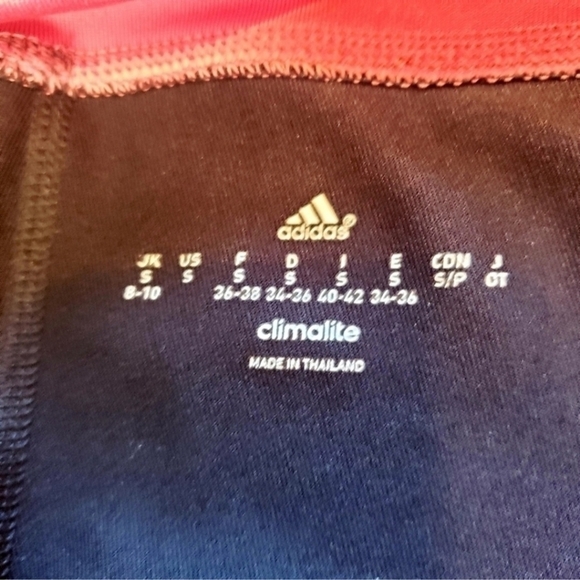 adidas®
UK US F D I E CDN J
S S S S S S S/P OT
8-10 36-38 34-36 40-42 34-36
climalite
MADE IN THAILAND